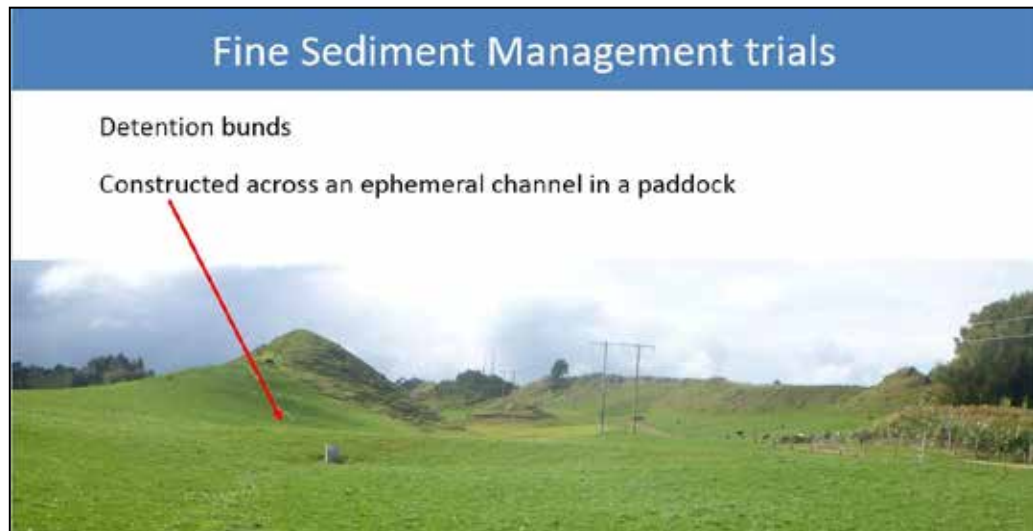 Fine Sediment Management trials
Detention bunds
Constructed across an ephemeral channel in a paddock